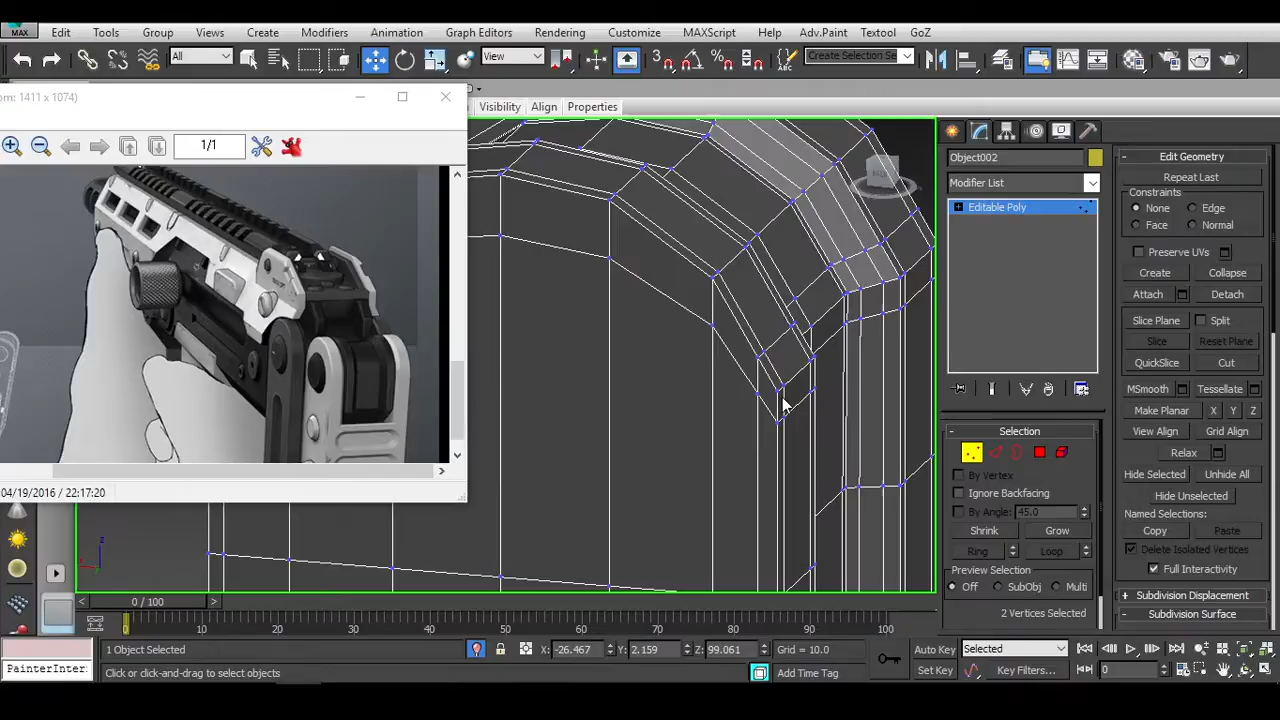 MAX
Edit Tools Group Views Create Modifiers Animation Graph Editors Rendering Customize MAXScript Help Adv.Paint Textool GoZ
All
View
3
%
Create Selection Se
om: 1411 x 1074)
Visibility Align Properties
1/1
04/19/2016 / 22:17:20
z
Object002
Modifier List
Editable Poly
Edit Geometry
Repeat Last
Constraints
None Edge
Face Normal
Preserve UVs
Create Collapse
Attach Detach
Slice Plane Split
Slice Reset Plane
QuickSlice Cut
MSmooth Tessellate
Make Planar X Y Z
View Align Grid Align
Relax
Hide Selected Unhide All
Hide Unselected
Named Selections:
Copy Paste
Delete Isolated Vertices
Full Interactivity
Subdivision Displacement
Subdivision Surface
Selection
By Vertex
Ignore Backfacing
By Angle: 45.0
Shrink Grow
Ring Loop
Preview Selection
Off SubObj Multi
2 Vertices Selected
< 0 / 100 >
0 10 20 30 40 50 60 70 80 90 100
1 Object Selected
X: -26.467 Y: 2.159 Z: 99.061 Grid = 10.0
Auto Key Selected
PainterInter
Click or click-and-drag to select objects
Add Time Tag
Set Key Key Filters... 0